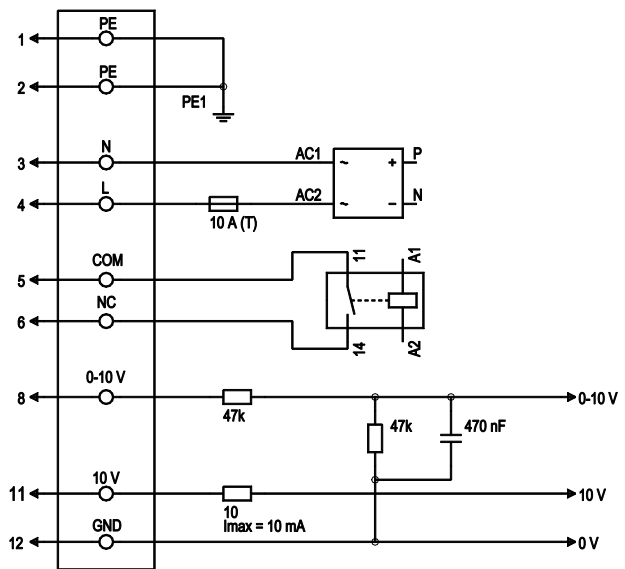 PE
1
PE
2
PE1
N AC1 ~ + P
3
L AC2 ~ – N
4
10 A (T)
COM 11 A1
5
NC
6
14 A2
0-10 V
8 0-10 V
47k 47k 470 nF
10 V
11 10 V
10
Imax = 10 mA
GND
12 0 V